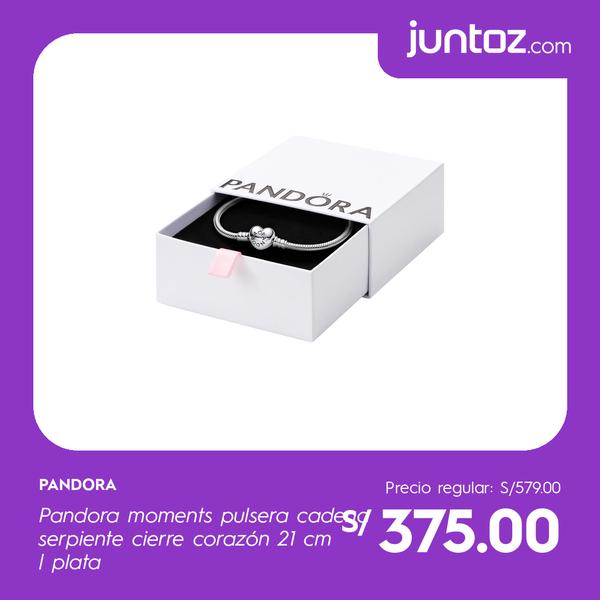 juntoz.com
PANDORA
PANDORA
Precio regular: S/579.00
Pandora moments pulsera cadena
serpiente cierre corazón 21 cm
| plata
S/ 375.00